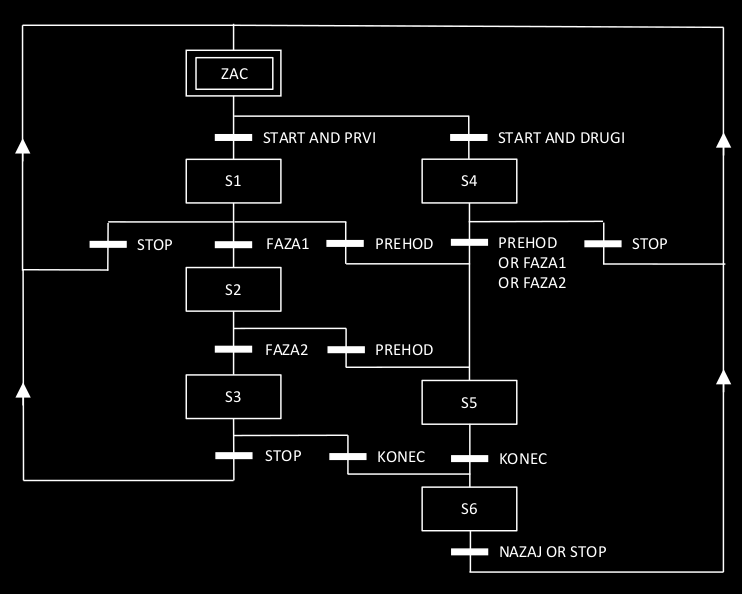 ZAC
START AND PRVI
START AND DRUGI
S1
S4
STOP
FAZA1
PREHOD
PREHOD
OR FAZA1
OR FAZA2
STOP
S2
FAZA2
PREHOD
S3
S5
STOP
KONEC
KONEC
S6
NAZAJ OR STOP